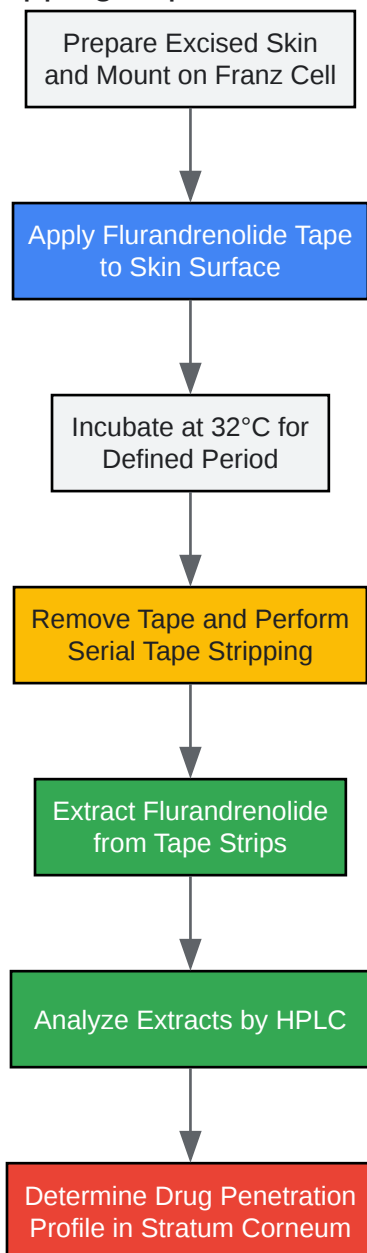 Prepare Excised Skin
and Mount on Franz Cell
Apply Flurandrenolide Tape
to Skin Surface
Incubate at 32°C for
Defined Period
Remove Tape and Perform
Serial Tape Stripping
Extract Flurandrenolide
from Tape Strips
Analyze Extracts by HPLC
Determine Drug Penetration
Profile in Stratum Corneum